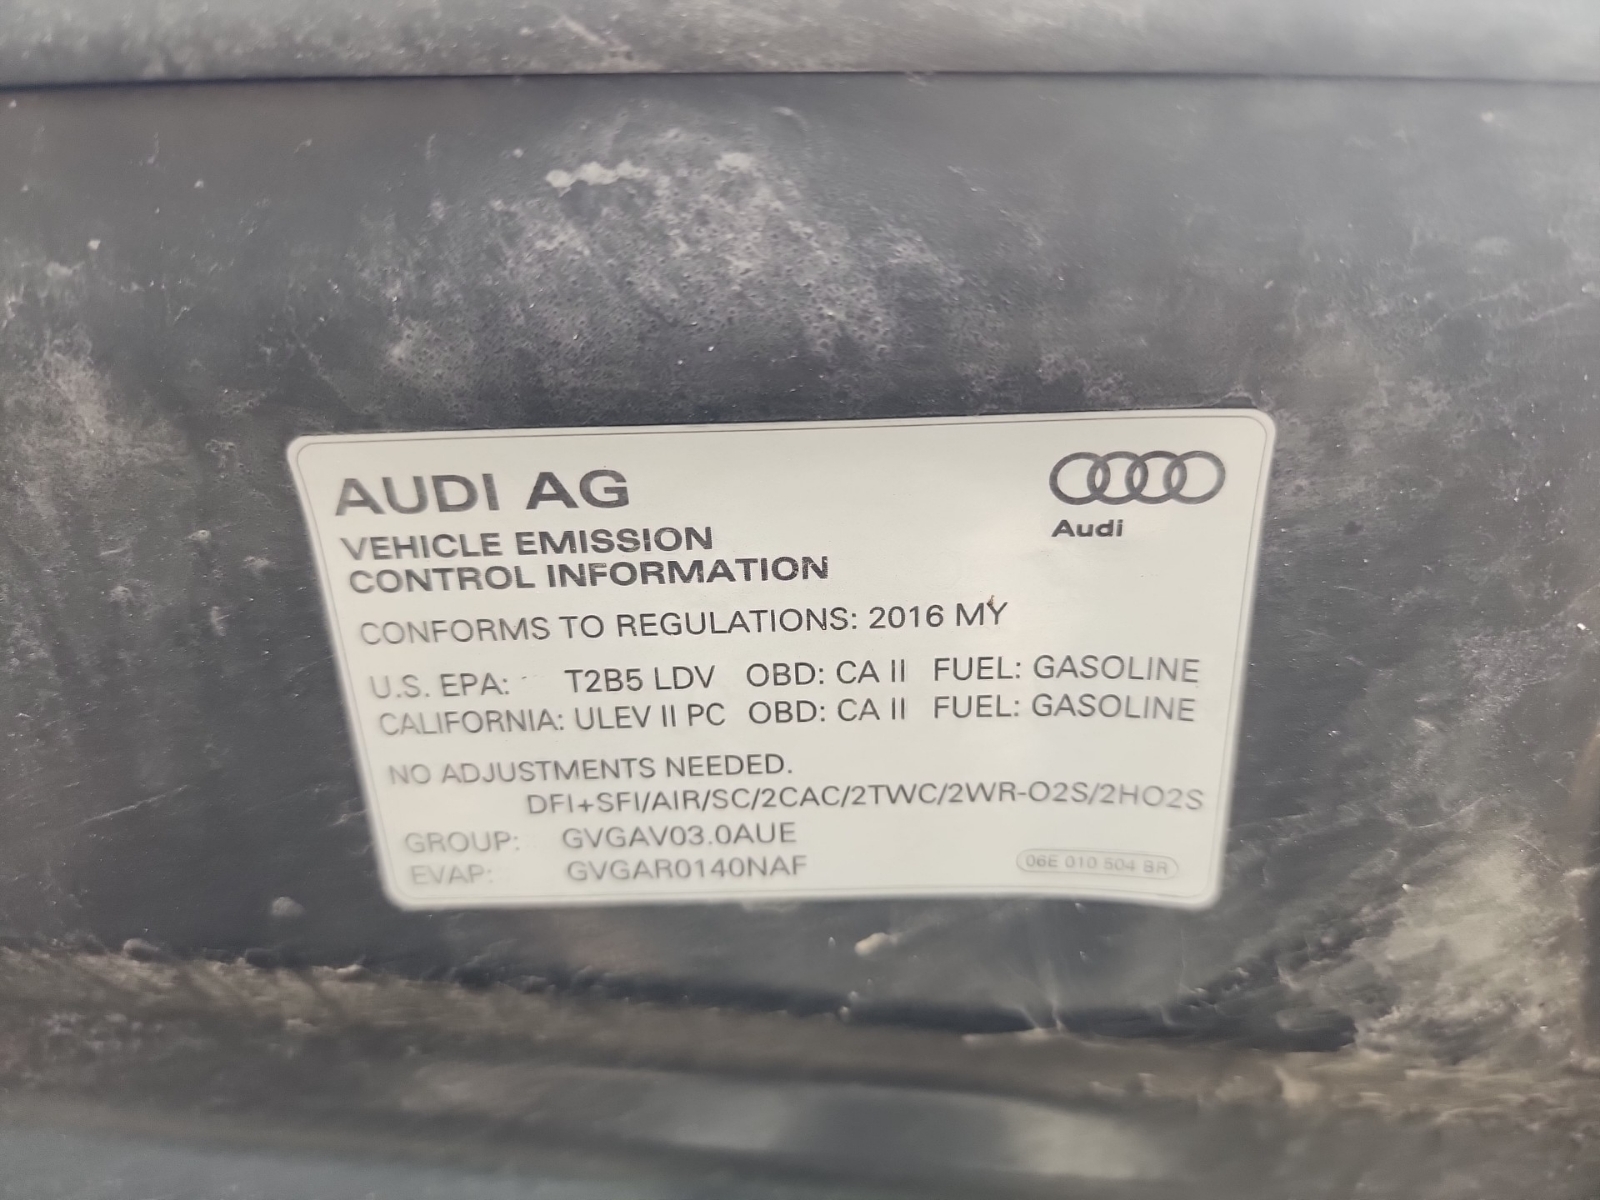 AUDI AG
Audi
VEHICLE EMISSION
CONTROL INFORMATION
CONFORMS TO REGULATIONS: 2016 MY
U.S. EPA: T2B5 LDV OBD: CA II FUEL: GASOLINE
CALIFORNIA: ULEV II PC OBD: CA II FUEL: GASOLINE
NO ADJUSTMENTS NEEDED.
DFI+SFI/AIR/SC/2CAC/2TWC/2WR-O2S/2HO2S
GROUP: GVGAV03.0AUE
EVAP: GVGAR0140NAF
06E 010 504 BR